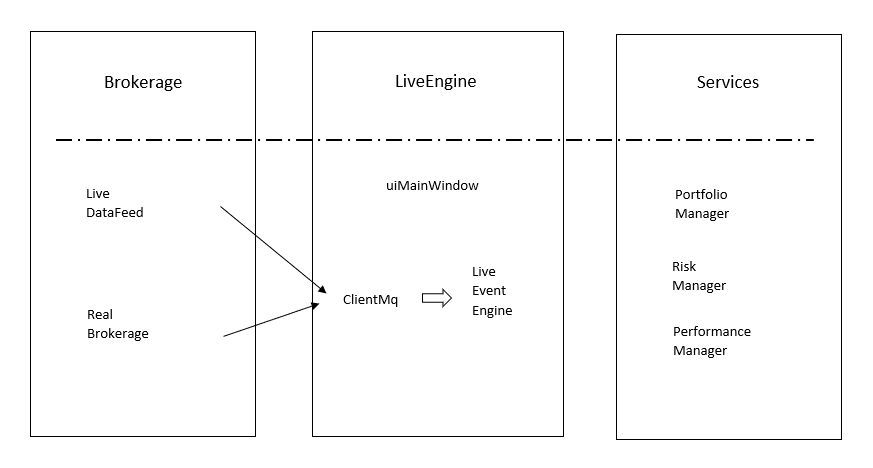 Brokerage
LiveEngine
Services
Live
DataFeed
Real
Brokerage
uiMainWindow
ClientMq
Live
Event
Engine
Portfolio
Manager
Risk
Manager
Performance
Manager